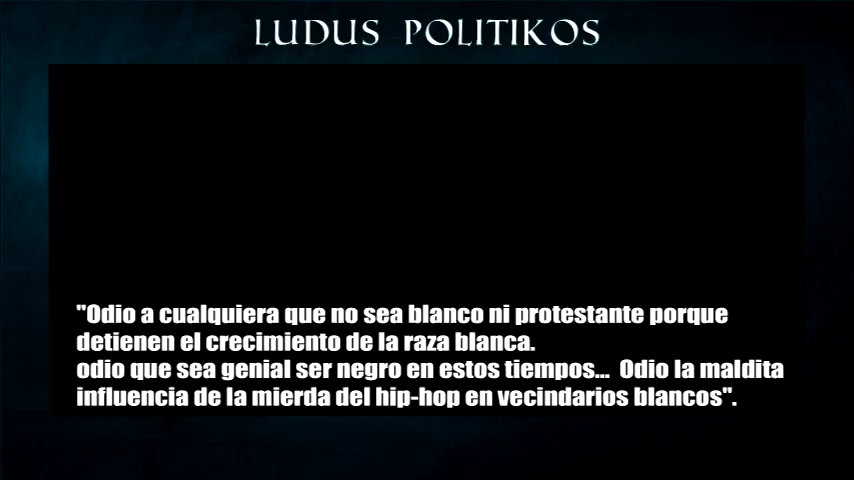 LUDUS POLITIKOS
"Odio a cualquiera que no sea blanco ni protestante porque
detienen el crecimiento de la raza blanca.
odio que sea genial ser negro en estos tiempos... Odio la maldita
influencia de la mierda del hip-hop en vecindarios blancos".